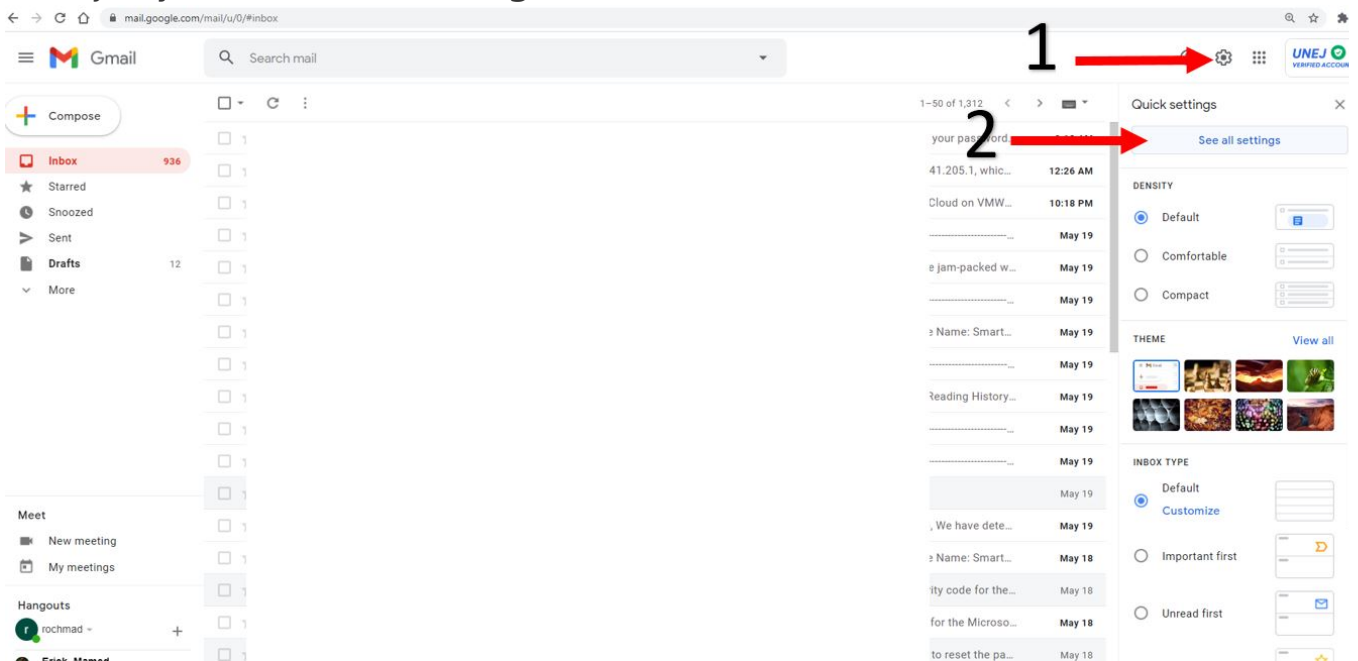 mail.google.com/mail/u/0/#inbox
Gmail
Search mail
1
UNEJ
VERIFIED ACCOUN
Compose
1–50 of 1,312
Quick settings
2
See all settings
Inbox 936
Starred
Snoozed
Sent
Drafts 12
More
your password.
41.205.1, whic... 12:26 AM
Cloud on VMW... 10:18 PM
May 19
e jam-packed w... May 19
May 19
e Name: Smart... May 19
May 19
Reading History... May 19
May 19
May 19
May 19
, We have dete... May 19
e Name: Smart... May 18
rity code for the... May 18
for the Microso... May 18
to reset the pa... May 18
DENSITY
Default
Comfortable
Compact
THEME View all
INBOX TYPE
Default
Customize
Important first
Unread first
Meet
New meeting
My meetings
Hangouts
r rochmad